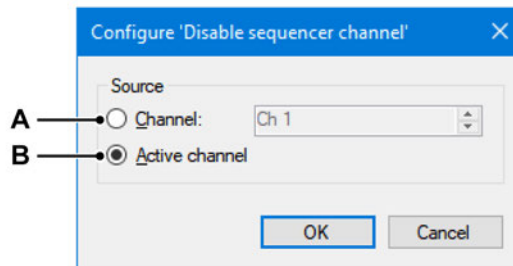 Configure 'Disable sequencer channel'
Source
A Channel: Ch 1
B Active channel
OK Cancel